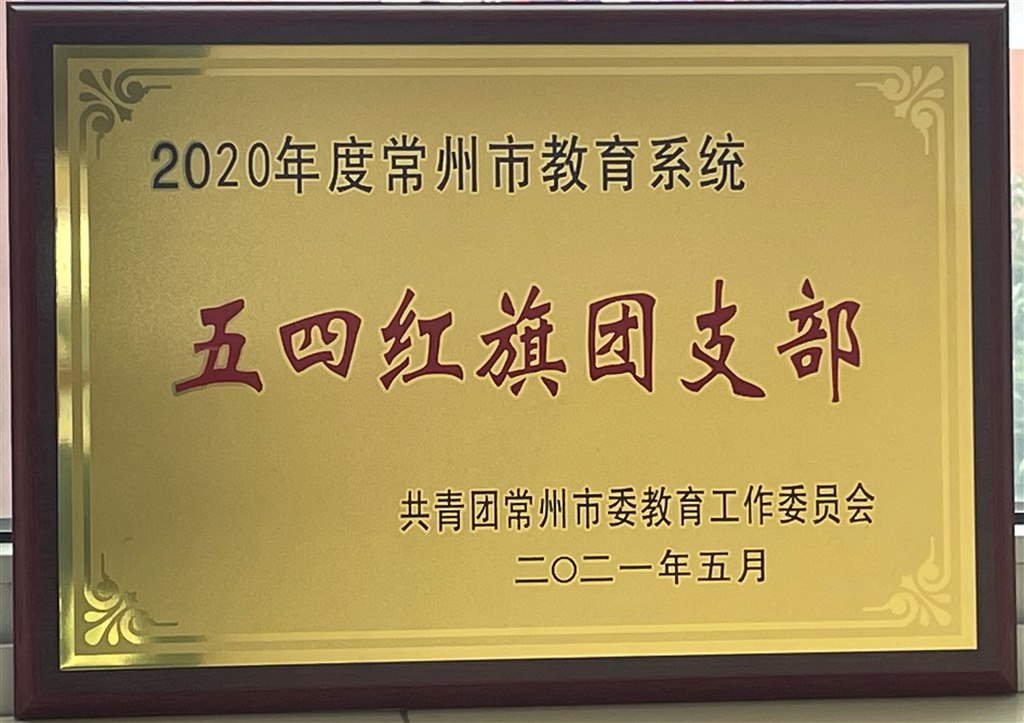 2020年度常州市教育系统
五四红旗团支部
共青团常州市委教育工作委员会
二〇二一年五月